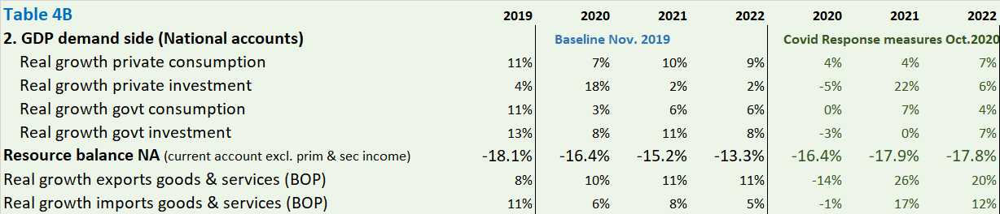 Table 4B 2019 2020 2021 2022 2020 2021 2022
2. GDP demand side (National accounts) Baseline Nov. 2019 Covid Response measures Oct.2020
Real growth private consumption 11% 7% 10% 9% 4% 4% 7%
Real growth private investment 4% 18% 2% 2% -5% 22% 6%
Real growth govt consumption 11% 3% 6% 6% 0% 7% 4%
Real growth govt investment 13% 8% 11% 8% -3% 0% 7%
Resource balance NA (current account excl. prim & sec income) -18.1% -16.4% -15.2% -13.3% -16.4% -17.9% -17.8%
Real growth exports goods & services (BOP) 8% 10% 11% 11% -14% 26% 20%
Real growth imports goods & services (BOP) 11% 6% 8% 5% -1% 17% 12%